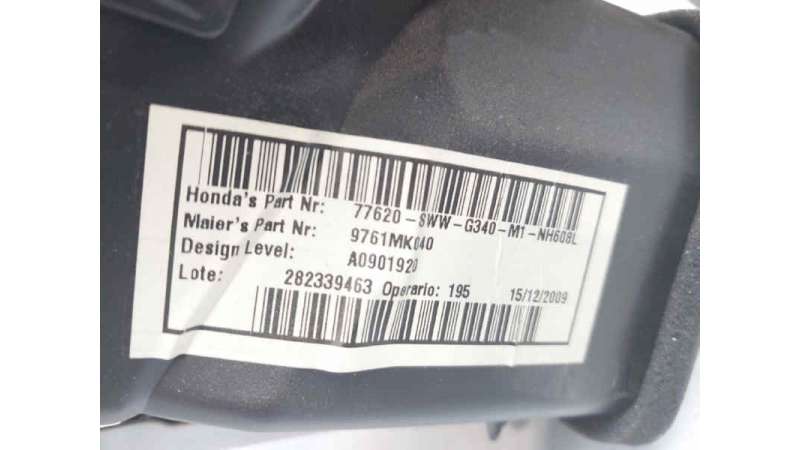 Honda's Part Nr: 77620-SWW-G340-M1-NH608L
Maier's Part Nr: 9761MK040
Design Level: A0901920
Lote: 282339463 Operario: 195 15/12/2009